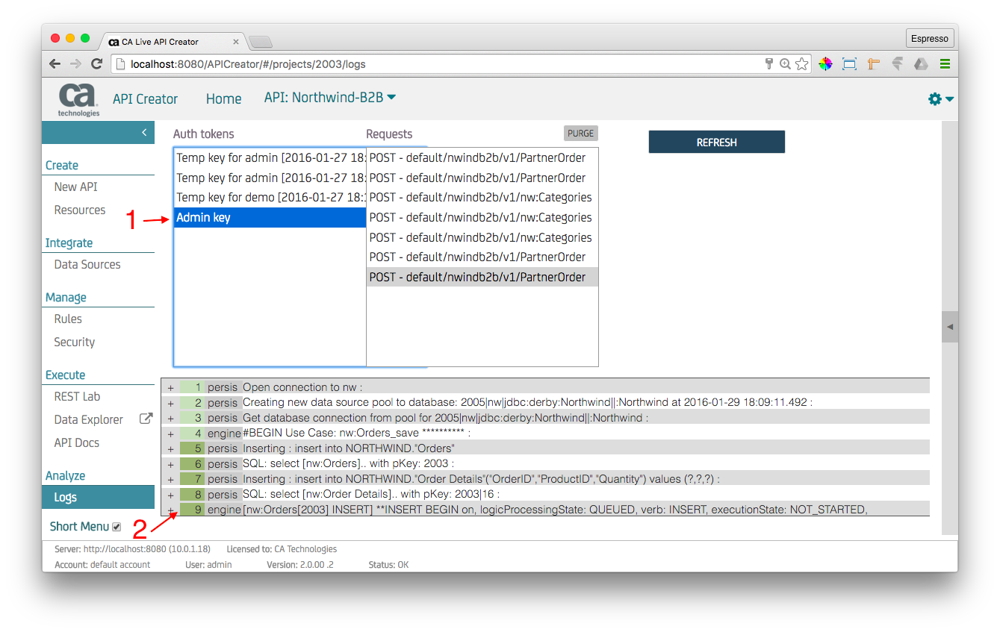 ca CA Live API Creator × Espresso
localhost:8080/APICreator/#/projects/2003/logs
ca technologies API Creator Home API: Northwind-B2B
Auth tokens Requests PURGE REFRESH
Create
New API
Resources
Integrate
Data Sources
Manage
Rules
Security
Execute
REST Lab
Data Explorer
API Docs
Analyze
Logs
Short Menu
1
2
Temp key for admin [2016-01-27 18:
Temp key for admin [2016-01-27 18:
Temp key for demo [2016-01-27 18:
Admin key
POST - default/nwindb2b/v1/PartnerOrder
POST - default/nwindb2b/v1/PartnerOrder
POST - default/nwindb2b/v1/nw:Categories
POST - default/nwindb2b/v1/nw:Categories
POST - default/nwindb2b/v1/nw:Categories
POST - default/nwindb2b/v1/PartnerOrder
POST - default/nwindb2b/v1/PartnerOrder
+ 1 persis Open connection to nw :
+ 2 persis Creating new data source pool to database: 2005|nw|jdbc:derby:Northwind||:Northwind at 2016-01-29 18:09:11.492 :
+ 3 persis Get database connection from pool for 2005|nw|jdbc:derby:Northwind||:Northwind :
+ 4 engine #BEGIN Use Case: nw:Orders_save ********** :
+ 5 persis Inserting : insert into NORTHWIND."Orders"
+ 6 persis SQL: select [nw:Orders].. with pKey: 2003 :
+ 7 persis Inserting : insert into NORTHWIND."Order Details"("OrderID","ProductID","Quantity") values (?,?,?) :
+ 8 persis SQL: select [nw:Order Details].. with pKey: 2003|16 :
+ 9 engine [nw:Orders[2003] INSERT] **INSERT BEGIN on, logicProcessingState: QUEUED, verb: INSERT, executionState: NOT_STARTED,
Server: http://localhost:8080 (10.0.1.18) Licensed to: CA Technologies
Account: default account User: admin Version: 2.0.00 .2 Status: OK